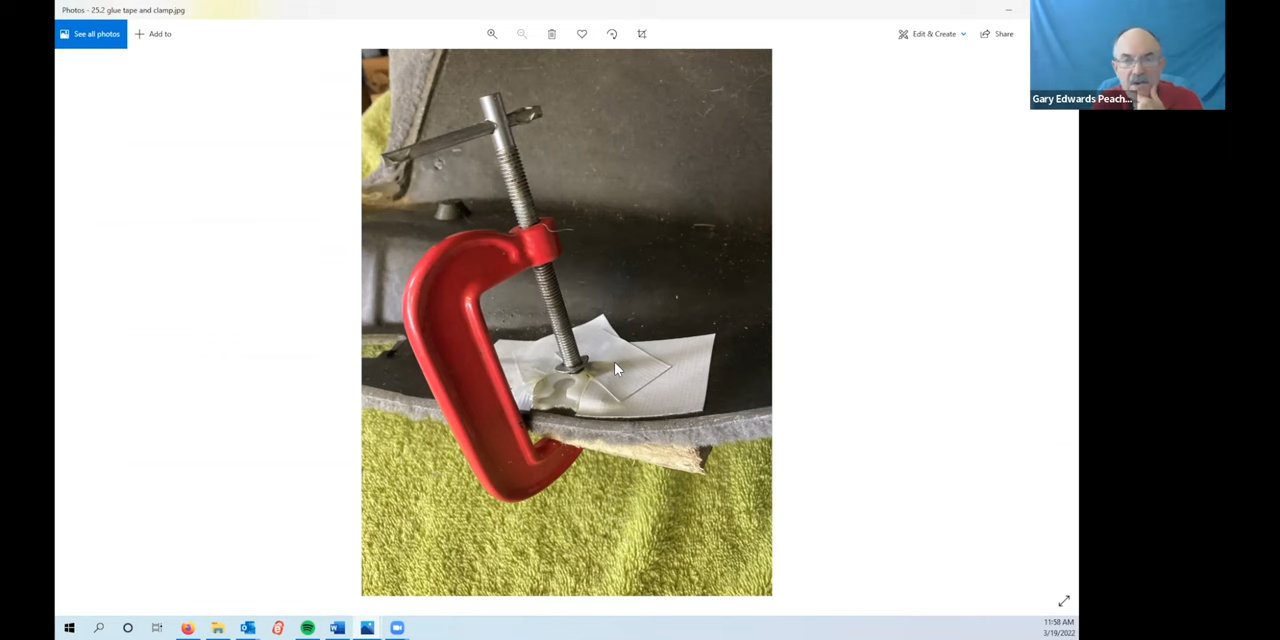 Photos - 25.2 glue tape and clamp.jpg
See all photos
Add to
Edit & Create
Share
Gary Edwards Peach...
11:58 AM
3/19/2022